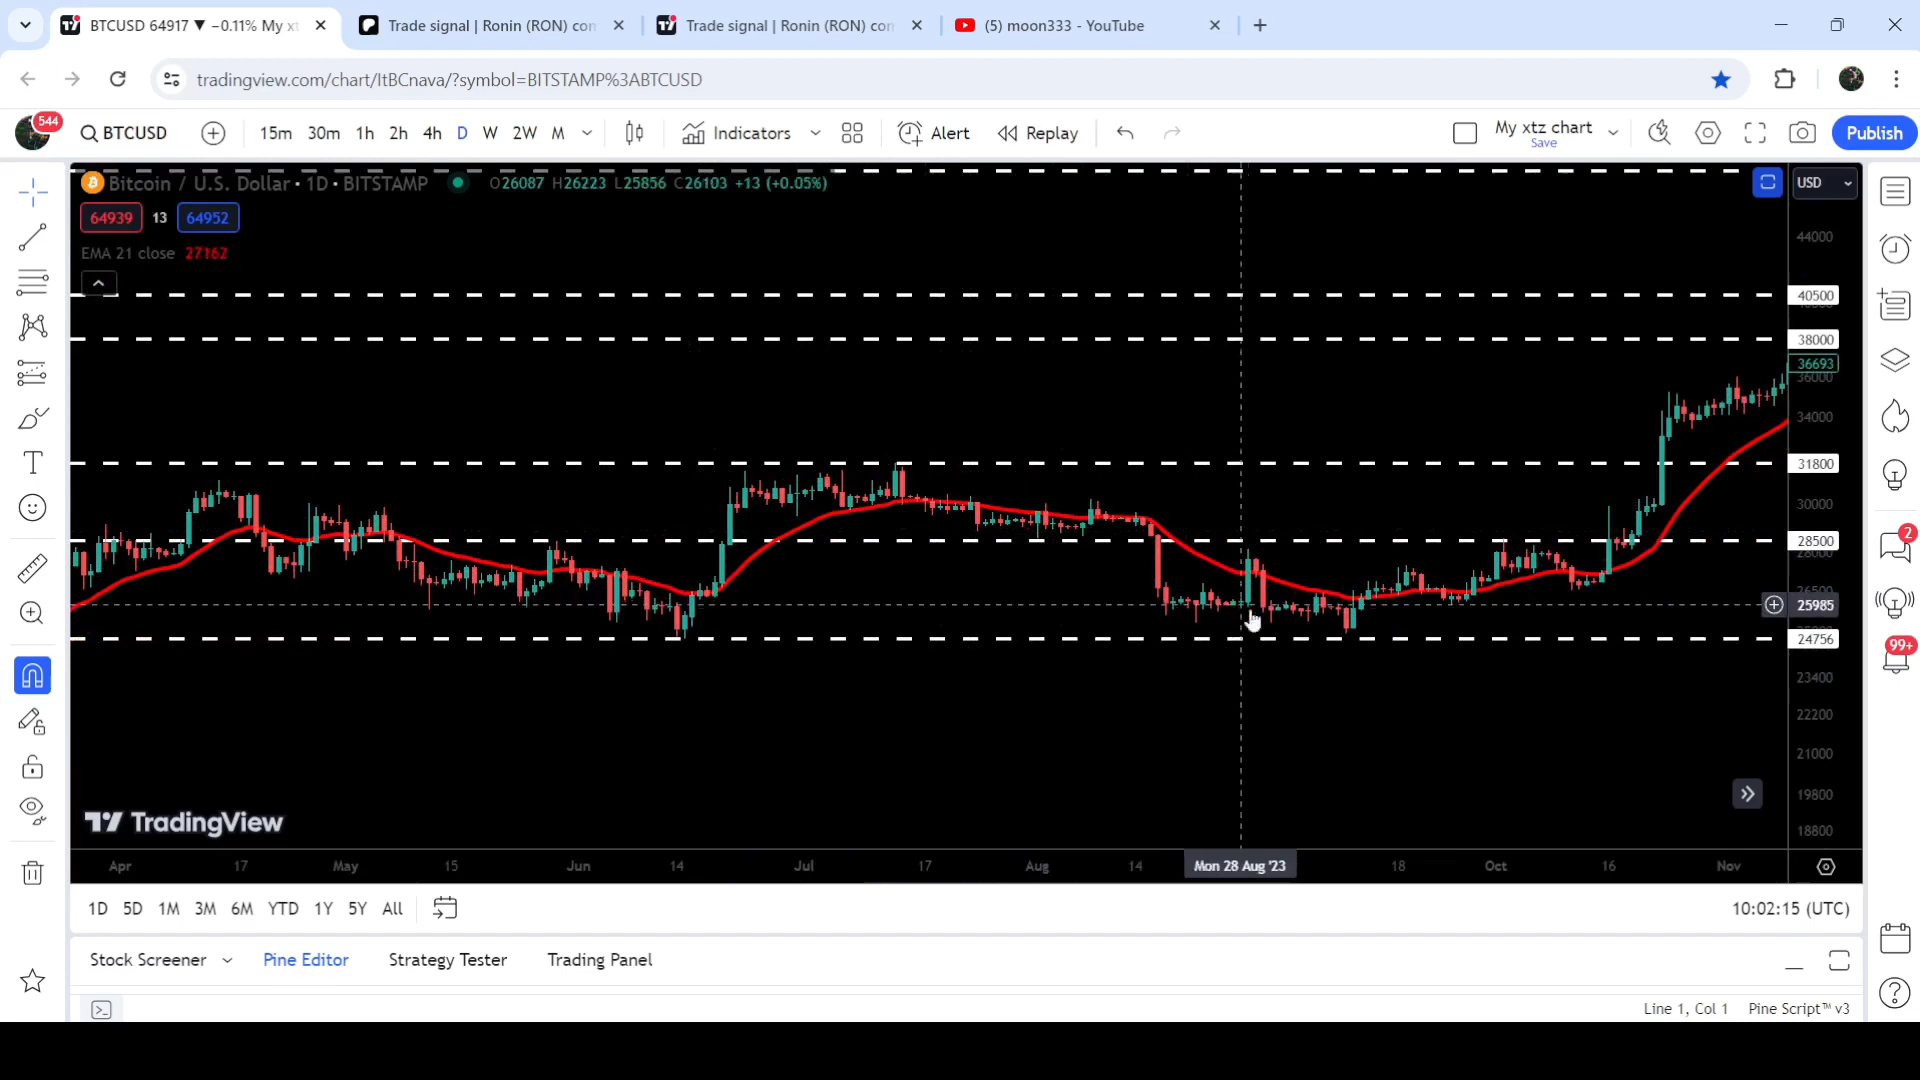 BTCUSD 64917 ▼ −0.11% My xt
Trade signal | Ronin (RON) con
Trade signal | Ronin (RON) con
(5) moon333 - YouTube
tradingview.com/chart/ItBCnava/?symbol=BITSTAMP%3ABTCUSD
544
BTCUSD
15m 30m 1h 2h 4h D W 2W M
Indicators
Alert
Replay
My xtz chart
Save
Publish
Bitcoin / U.S. Dollar • 1D • BITSTAMP
O26087 H26223 L25856 C26103 +13 (+0.05%)
USD
64939 13 64952
EMA 21 close 27162
44000
40500
38000
36693
36000
34000
31800
30000
28500
28000
25985
24756
23400
22200
21000
19800
18800
2
99+
TradingView
Apr 17 May 15 Jun 14 Jul 17 Aug 14 Mon 28 Aug '23 18 Oct 16 Nov
1D 5D 1M 3M 6M YTD 1Y 5Y All
10:02:15 (UTC)
Stock Screener Pine Editor Strategy Tester Trading Panel
Line 1, Col 1 Pine Script™ v3